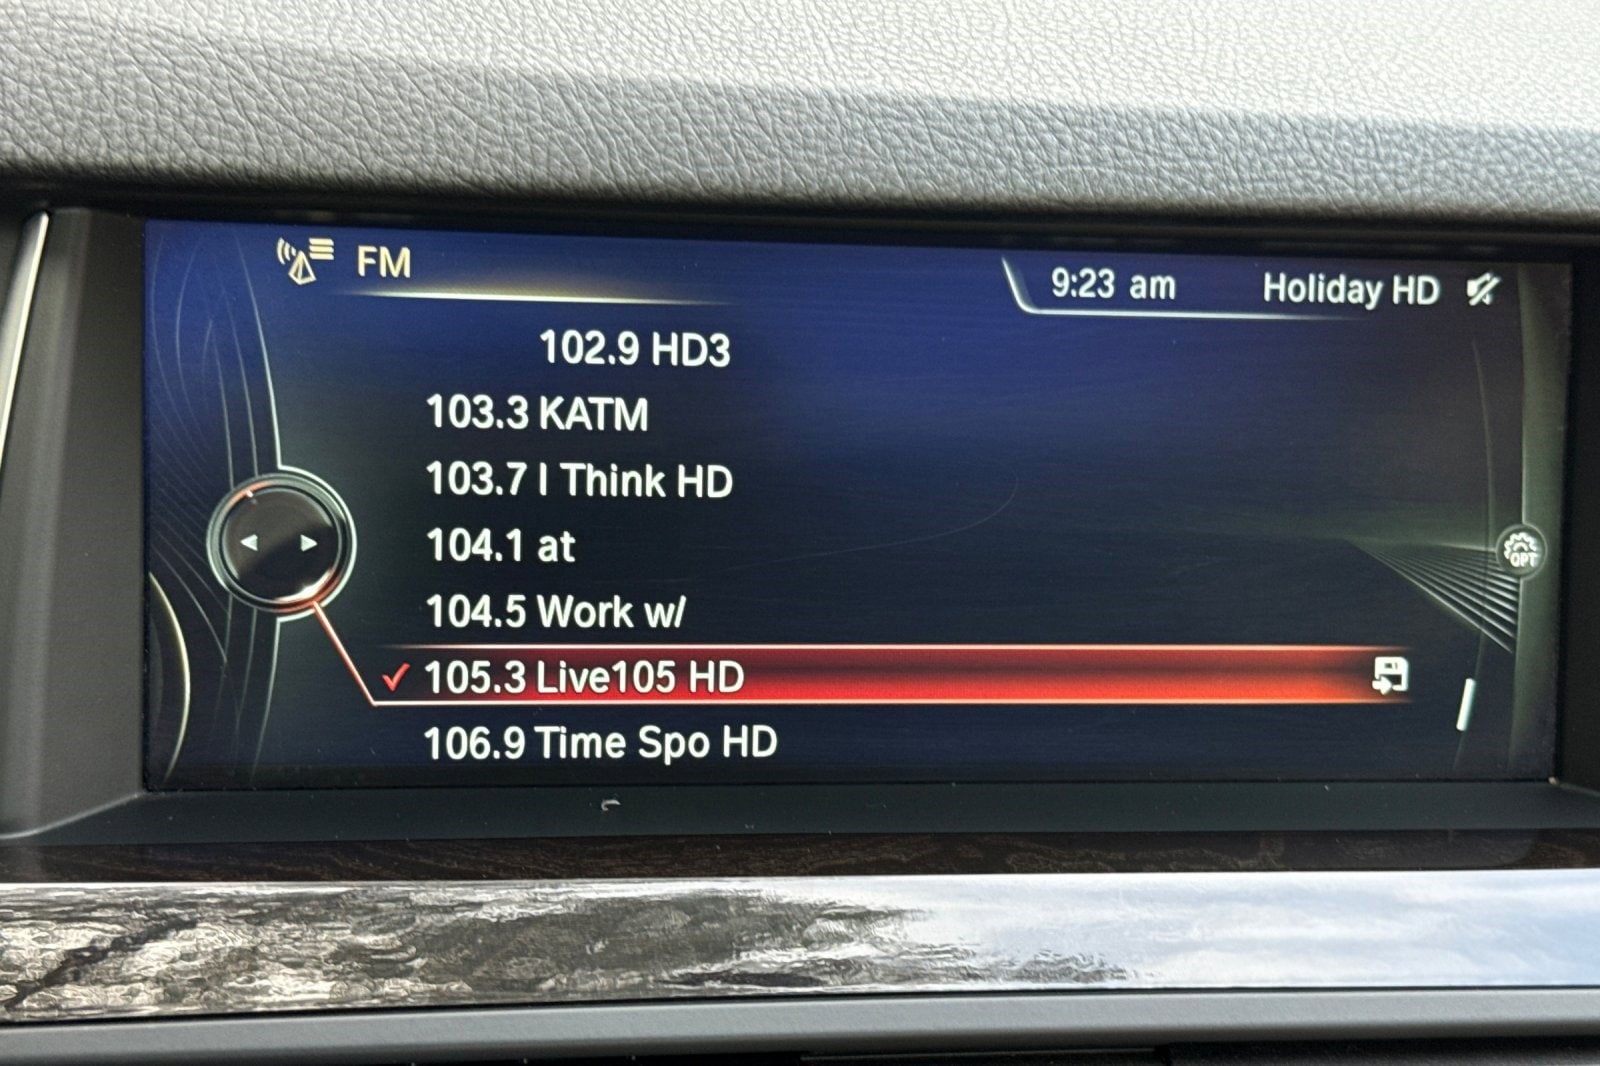 FM
9:23 am Holiday HD
102.9 HD3
103.3 KATM
103.7 I Think HD
104.1 at
104.5 Work w/
105.3 Live105 HD
106.9 Time Spo HD
OPT